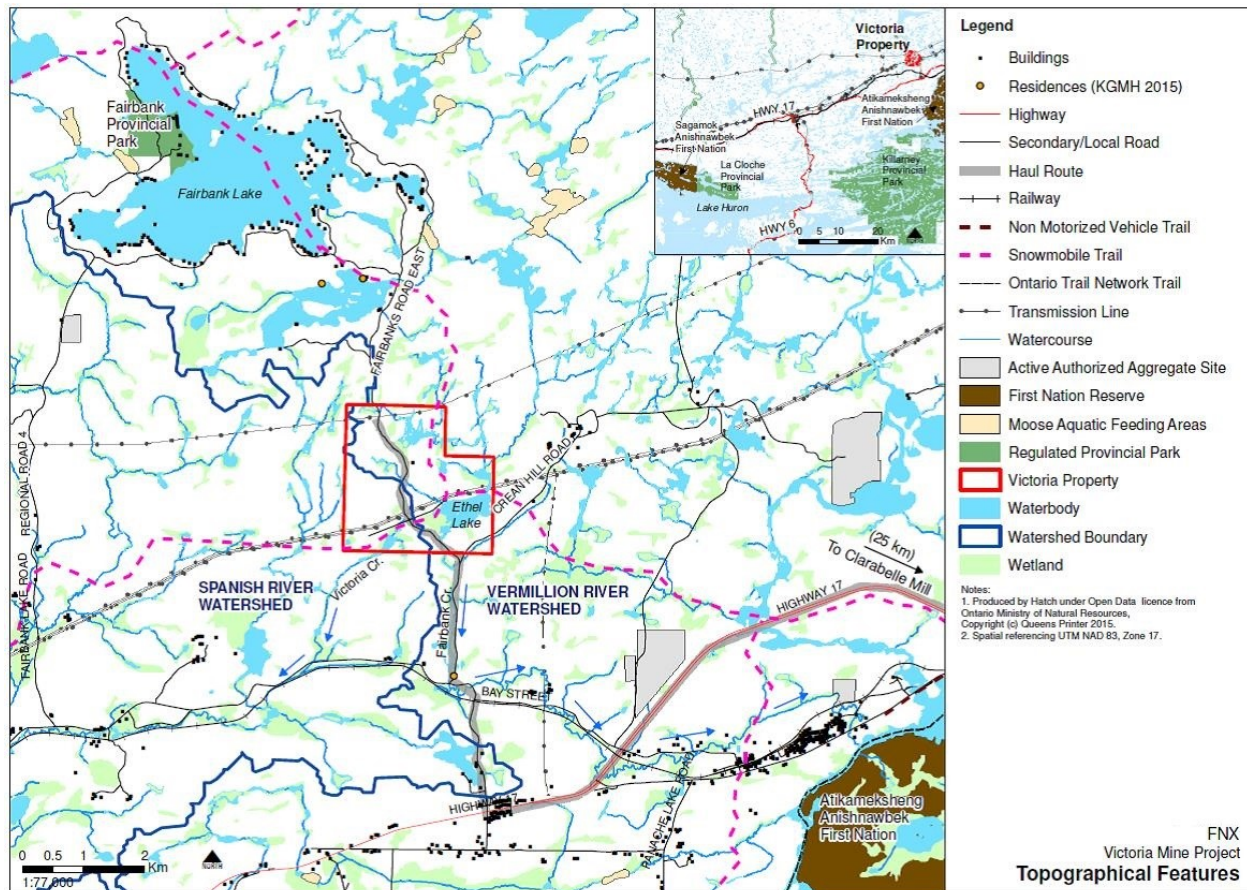 Fairbank
Provincial
Park
Fairbank Lake
FAIRBANKS ROAD EAST
REGIONAL ROAD 4
FAIRBANK LAKE ROAD
CREAN HILL ROAD
Ethel
Lake
Victoria Cr.
SPANISH RIVER
WATERSHED
Fairbank Cr.
VERMILLION RIVER
WATERSHED
(25 km)
To Clarabelle Mill
HIGHWAY 17
BAY STREET
HIGHWAY 17
PANACHE LAKE ROAD
Atikameksheng
Anishnawbek
First Nation
0 0.5 1 2
Km
1:77,000
NORTH
Victoria
Property
HWY 17
Atikameksheng
Anishnawbek
First Nation
Sagamok
Anishnawbek
First Nation
La Cloche
Provincial
Park
Killarney
Provincial
Park
Lake Huron
HWY 6
0 5 10 20
Km
Legend
Buildings
Residences (KGMH 2015)
Highway
Secondary/Local Road
Haul Route
Railway
Non Motorized Vehicle Trail
Snowmobile Trail
Ontario Trail Network Trail
Transmission Line
Watercourse
Active Authorized Aggregate Site
First Nation Reserve
Moose Aquatic Feeding Areas
Regulated Provincial Park
Victoria Property
Waterbody
Watershed Boundary
Wetland
Notes:
1. Produced by Hatch under Open Data licence from
Ontario Ministry of Natural Resources,
Copyright (c) Queens Printer 2015.
2. Spatial referencing UTM NAD 83, Zone 17.
FNX
Victoria Mine Project
Topographical Features